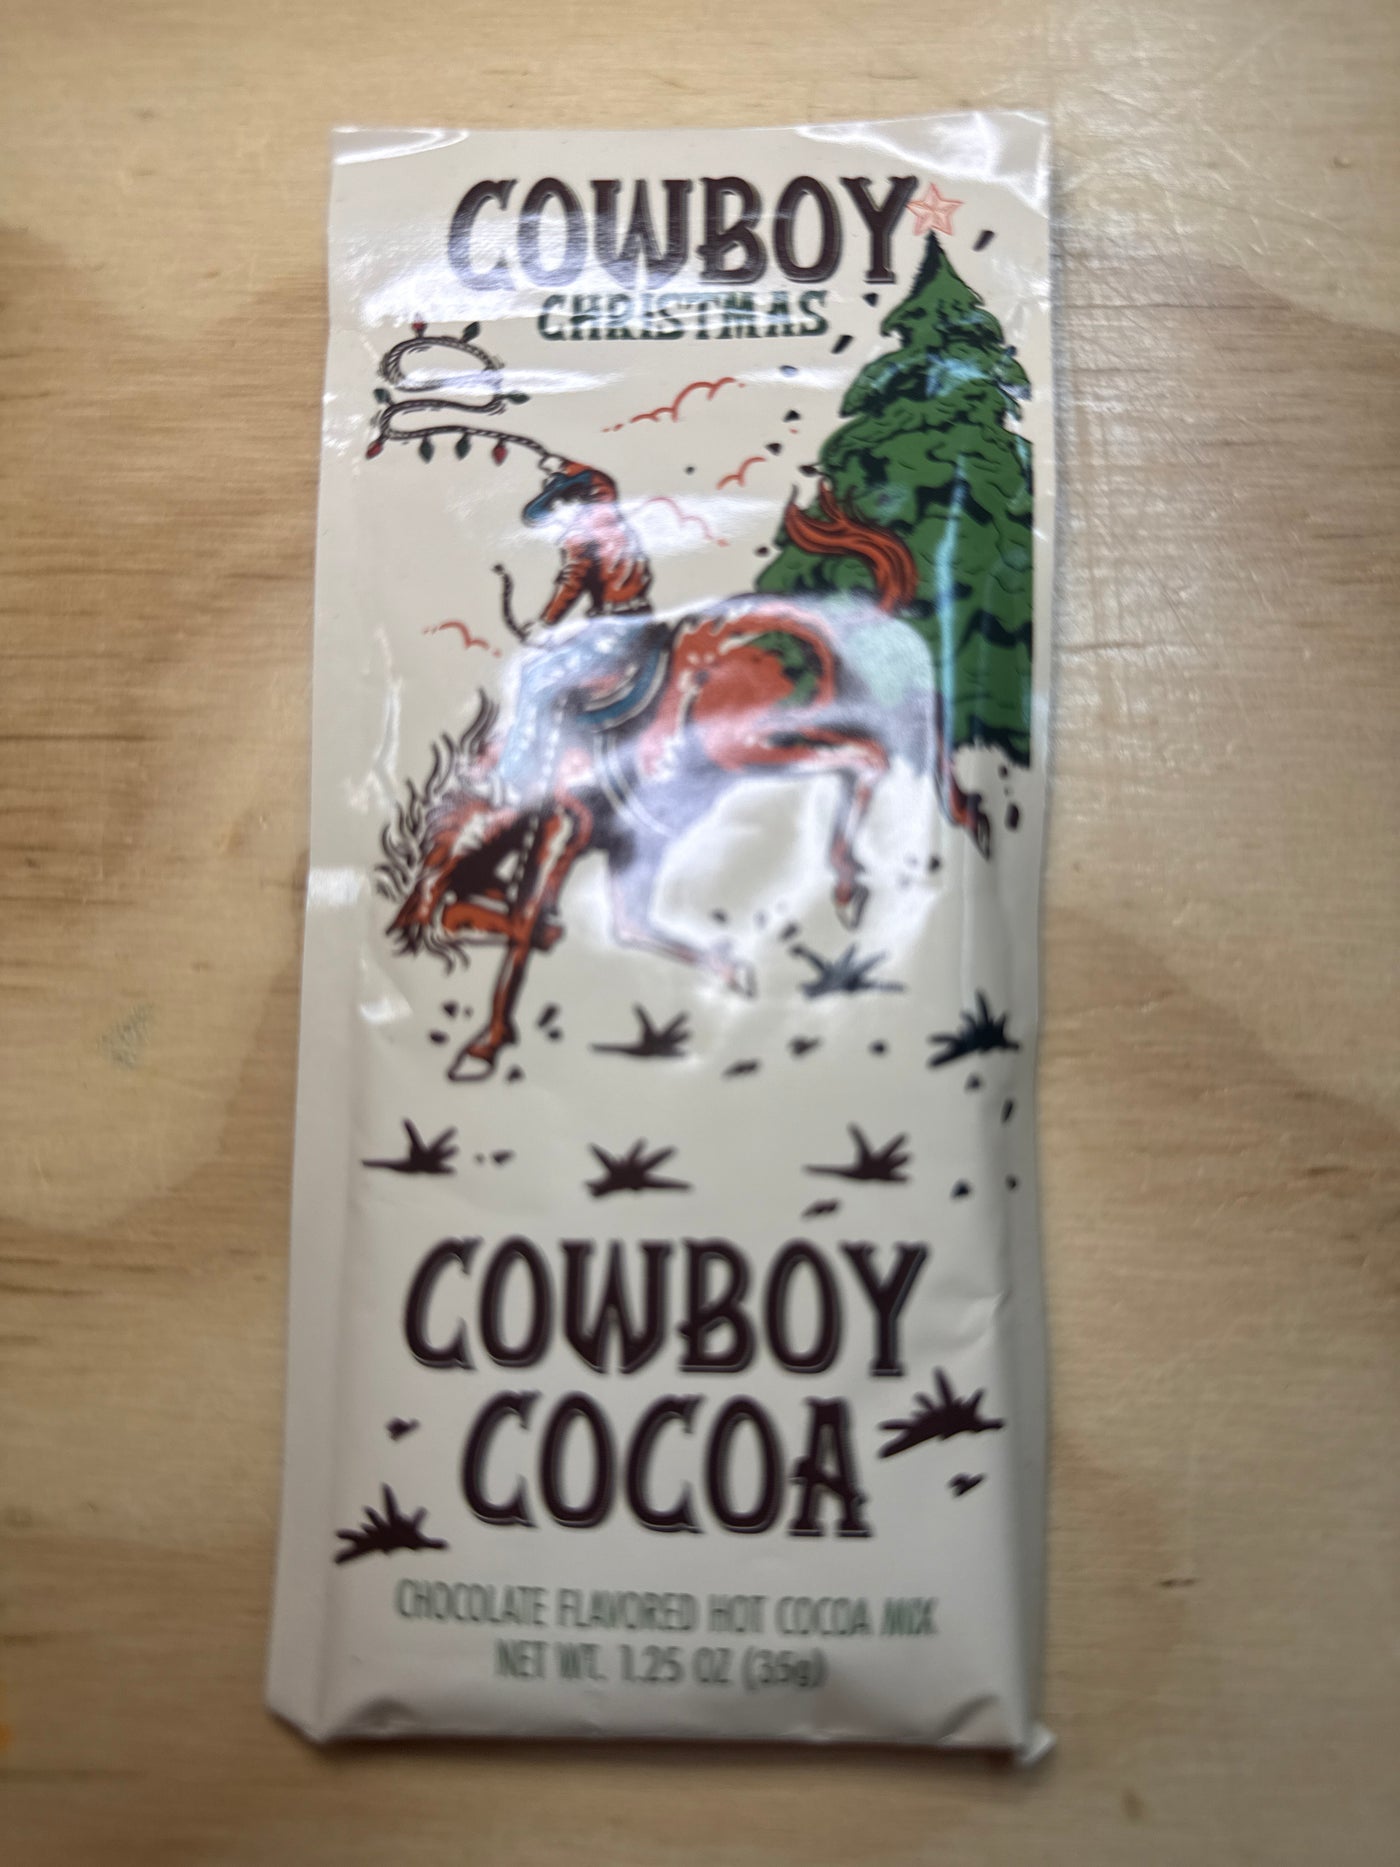 COWBOY
CHRISTMAS
COWBOY
COCOA
CHOCOLATE FLAVORED HOT COCOA MIX
NET WT. 1.25 OZ (35g)